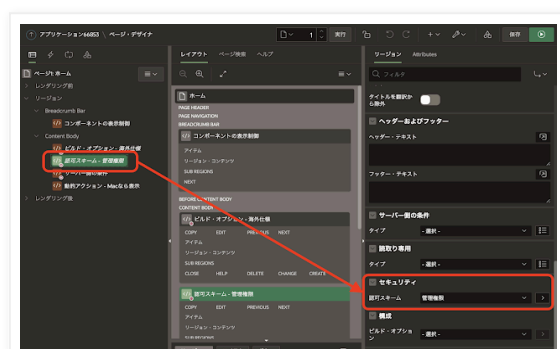 アプリケーション66853 \ ページ・デザイナ
1
実行
保存
ページ1: ホーム
レンダリング前
リージョン
Breadcrumb Bar
コンポーネントの表示制御
Content Body
ビルド・オプション - 海外仕様
認可スキーム - 管理権限
サーバー側の条件
動的アクション - Macなら表示
レンダリング後
レイアウト
ページ検索
ヘルプ
ホーム
PAGE HEADER
PAGE NAVIGATION
BREADCRUMB BAR
コンポーネントの表示制御
アイテム
リージョン・コンテンツ
SUB REGIONS
NEXT
BEFORE CONTENT BODY
CONTENT BODY
ビルド・オプション - 海外仕様
COPY EDIT PREVIOUS NEXT
アイテム
リージョン・コンテンツ
SUB REGIONS
CLOSE HELP DELETE CHANGE CREATE
認可スキーム - 管理権限
COPY EDIT PREVIOUS NEXT
アイテム
リージョン・コンテンツ
SUB REGIONS
リージョン
Attributes
フィルタ
タイトルを翻訳か
ら除外
ヘッダーおよびフッター
ヘッダー・テキスト
フッター・テキスト
サーバー側の条件
タイプ
- 選択 -
読取り専用
タイプ
- 選択 -
セキュリティ
認可スキーム
管理権限
構成
ビルド・オプショ
ン
- 選択 -